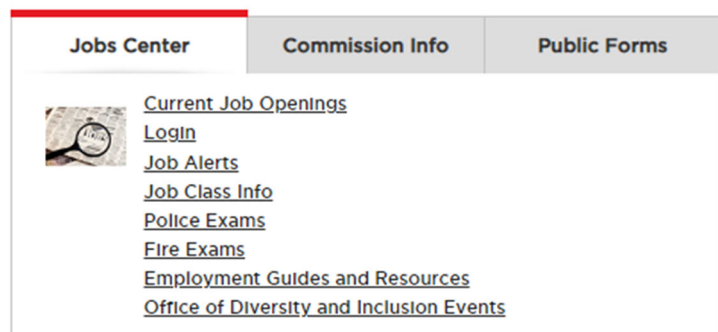 Jobs Center
Commission Info
Public Forms
Current Job Openings
Login
Job Alerts
Job Class Info
Police Exams
Fire Exams
Employment Guides and Resources
Office of Diversity and Inclusion Events